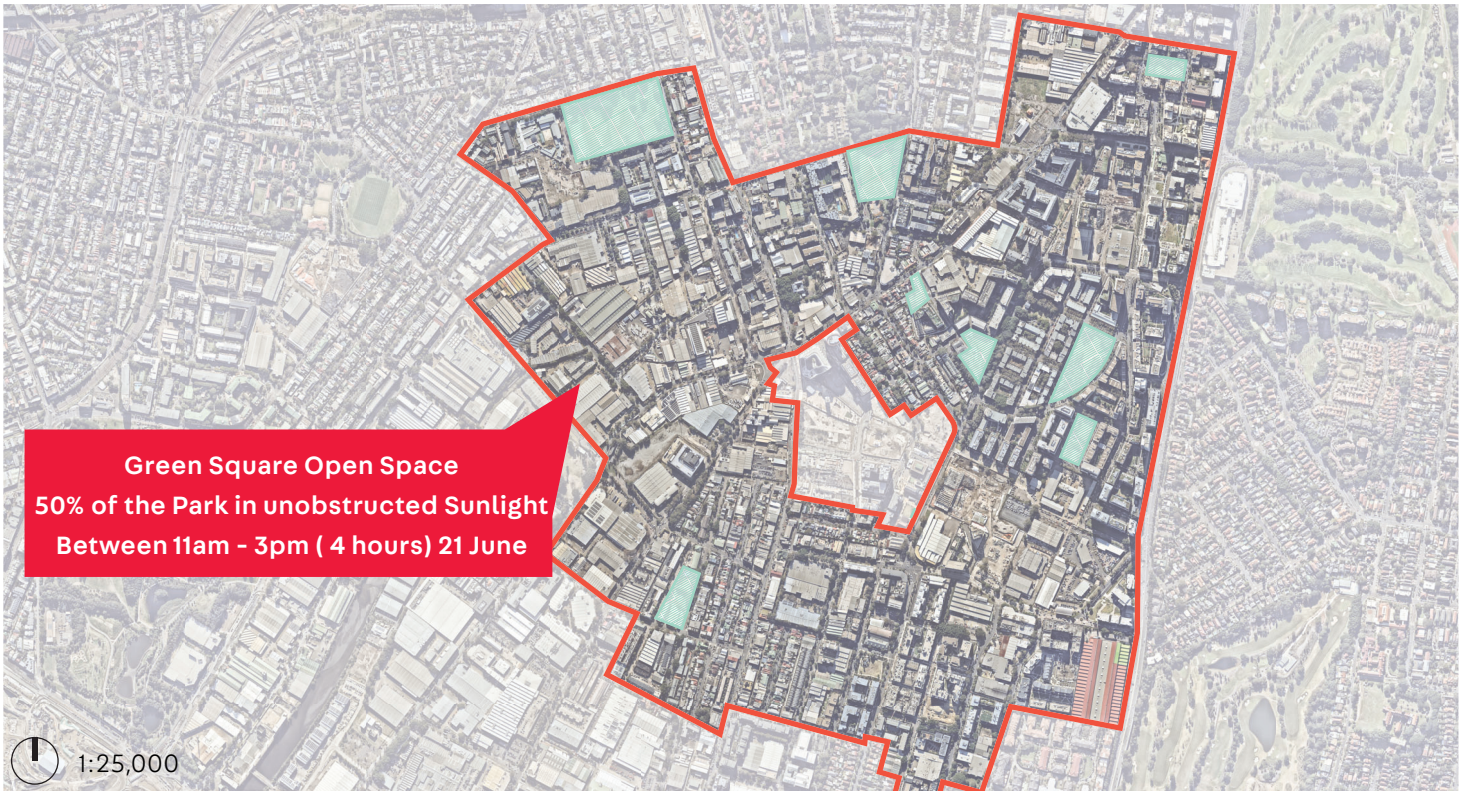 Green Square Open Space
50% of the Park in unobstructed Sunlight
Between 11am - 3pm ( 4 hours) 21 June
1:25,000